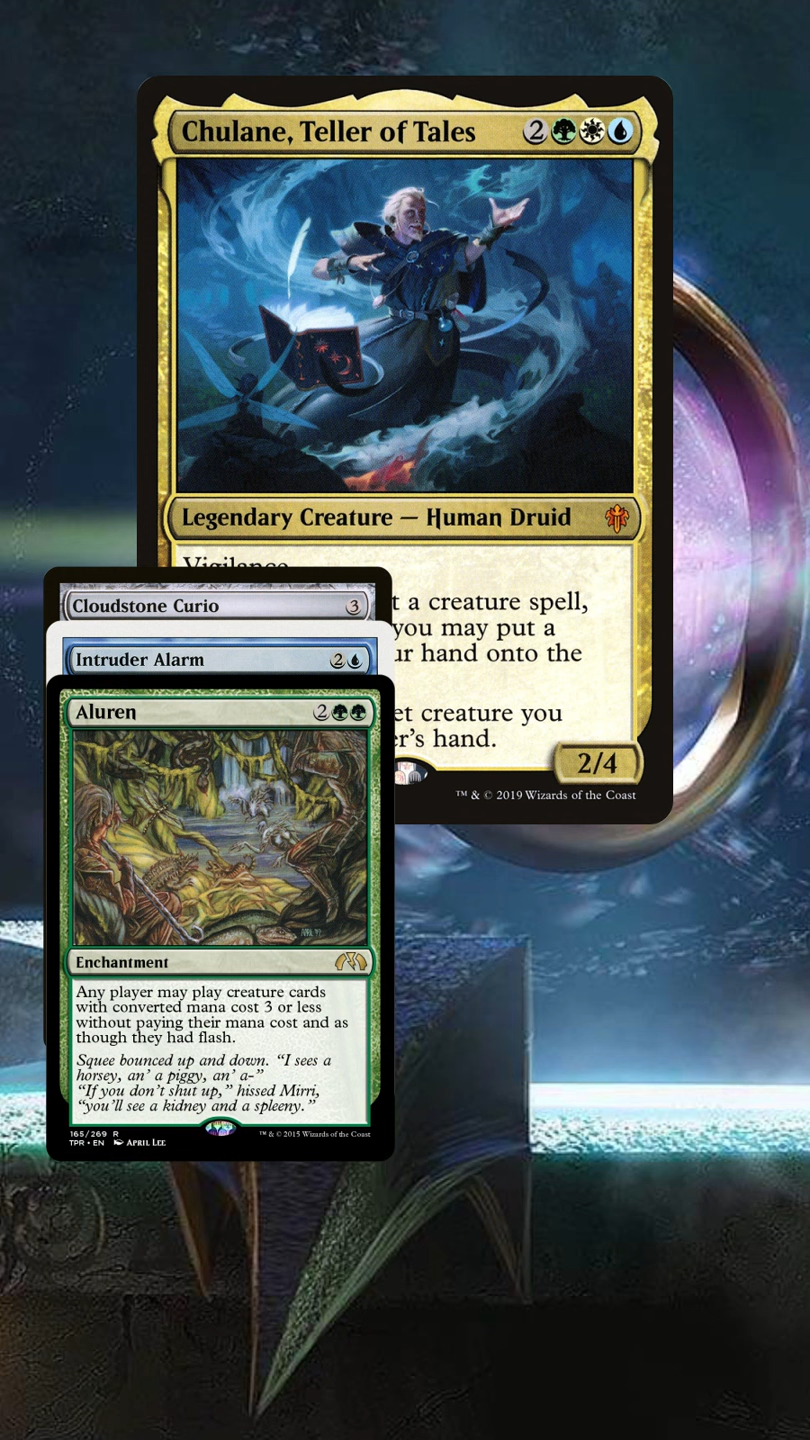 Chulane, Teller of Tales 2
Legendary Creature — Human Druid
Vigilance
t a creature spell,
you may put a
ur hand onto the
et creature you
er's hand.
2/4
™ & © 2019 Wizards of the Coast
Cloudstone Curio 3
Intruder Alarm 2
Aluren 2
Enchantment
Any player may play creature cards
with converted mana cost 3 or less
without paying their mana cost and as
though they had flash.
Squee bounced up and down. “I sees a
horsey, an’ a piggy, an’ a-”
“If you don’t shut up,” hissed Mirri,
“you’ll see a kidney and a spleeny.”
165/269 R
TPR • EN April Lee
™ & © 2015 Wizards of the Coast